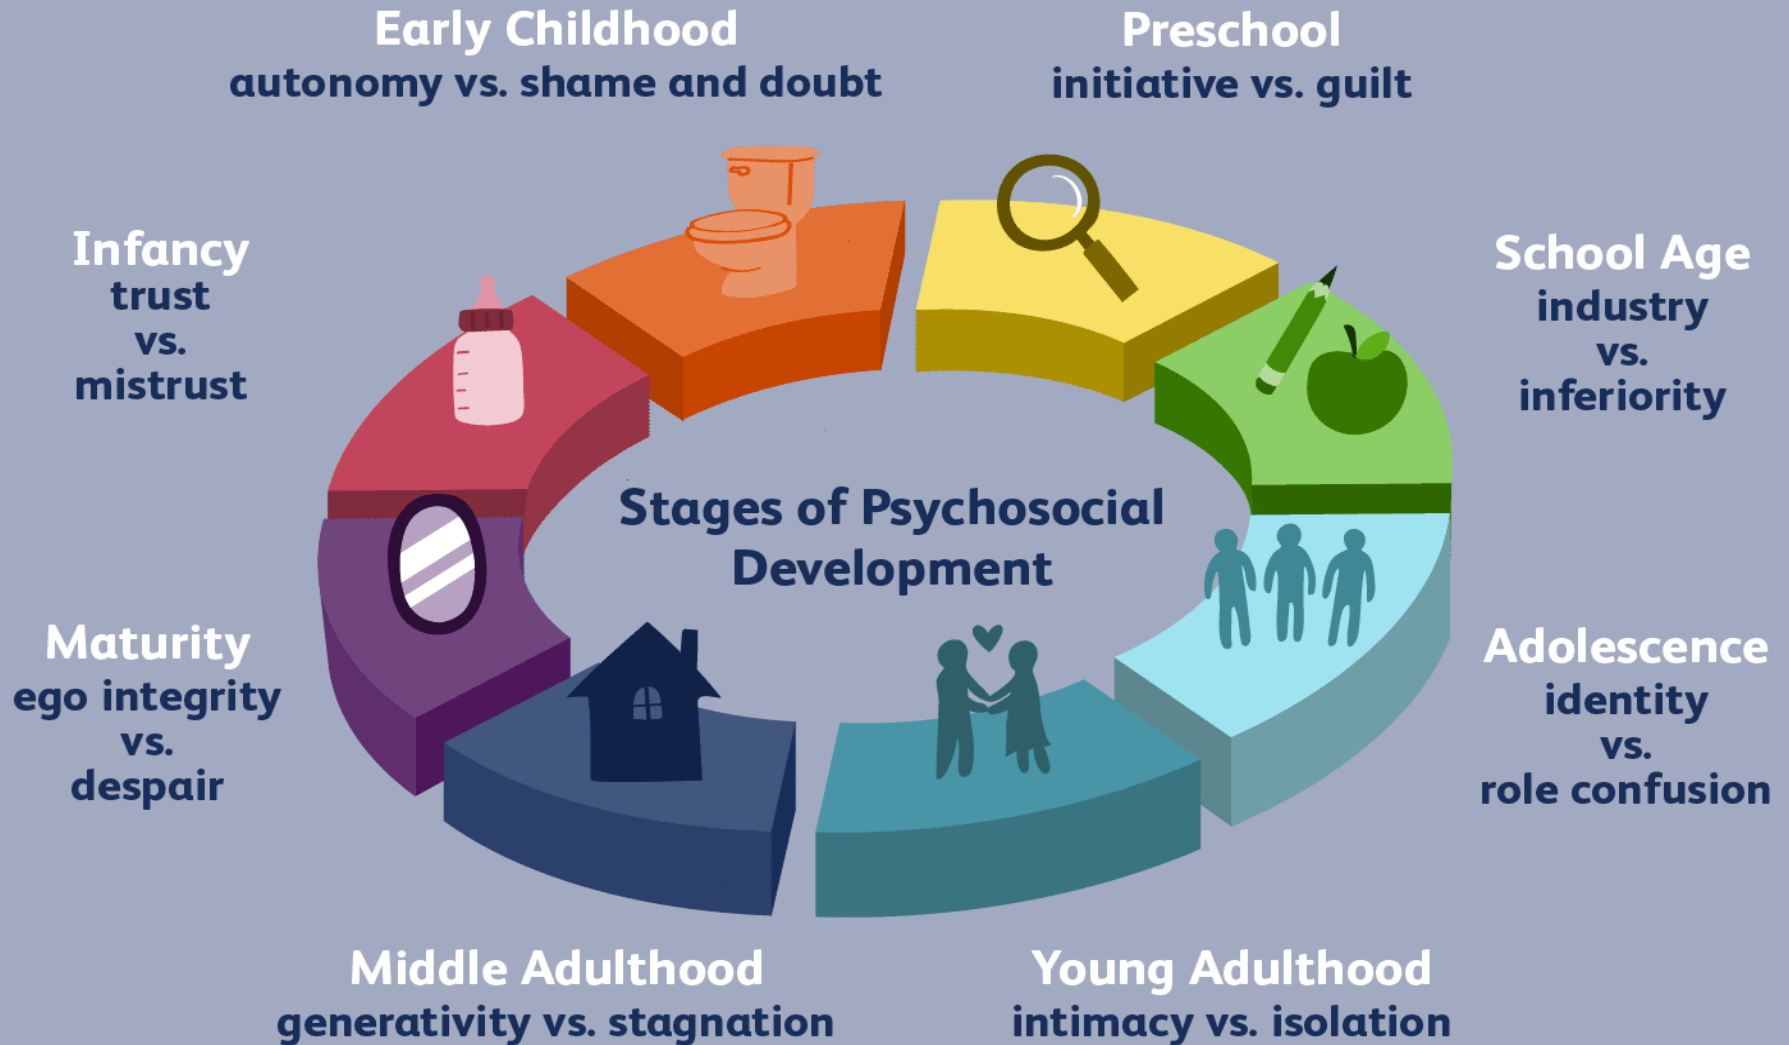 Early Childhood
autonomy vs. shame and doubt
Preschool
initiative vs. guilt
Infancy
trust
vs.
mistrust
School Age
industry
vs.
inferiority
Stages of Psychosocial
Development
Maturity
ego integrity
vs.
despair
Adolescence
identity
vs.
role confusion
Middle Adulthood
generativity vs. stagnation
Young Adulthood
intimacy vs. isolation